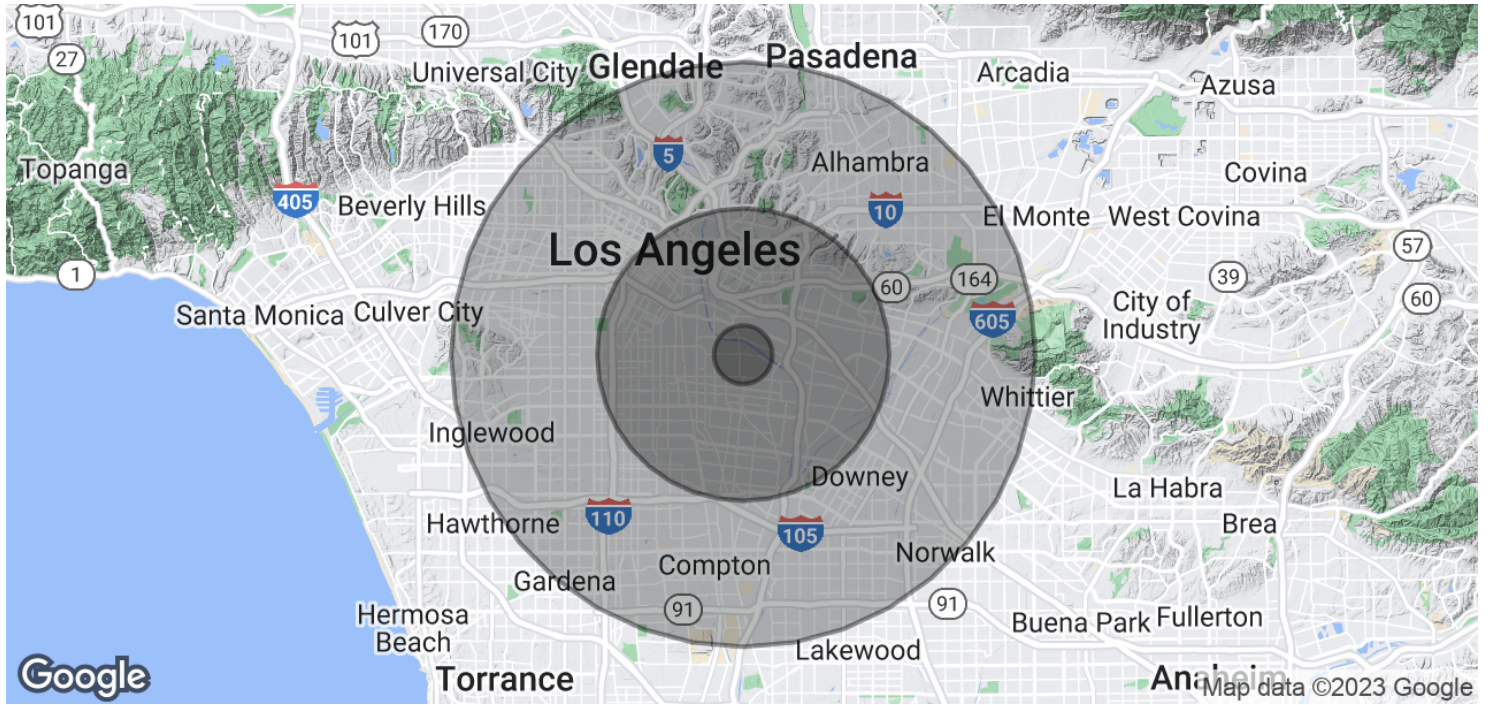 101
101
170
27
Universal City
Glendale
Pasadena
Arcadia
Azusa
5
Alhambra
Topanga
Covina
405
Beverly Hills
10
El Monte
West Covina
Los Angeles
57
1
60
164
39
60
Santa Monica
Culver City
605
City of
Industry
Whittier
Inglewood
Downey
La Habra
Hawthorne
110
105
Brea
Compton
Norwalk
Gardena
91
91
Hermosa
Beach
Buena Park
Fullerton
Lakewood
Torrance
Anaheim
Google
Map data ©2023 Google